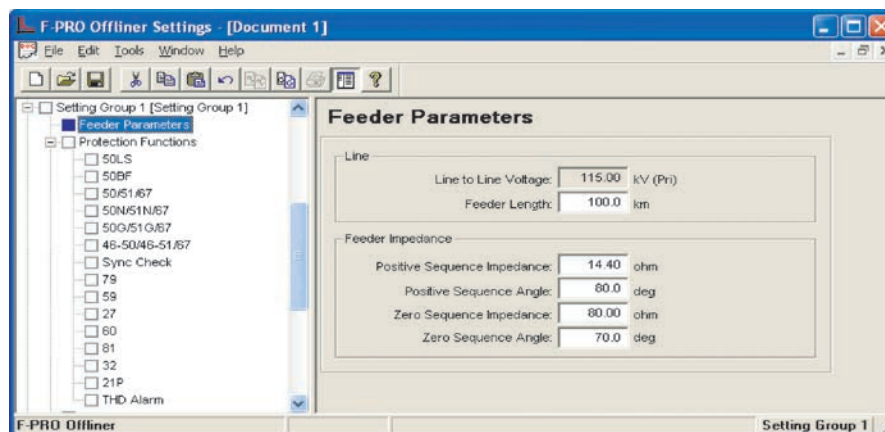 F-PRO Offliner Settings - [Document 1]
File Edit Tools Window Help
Setting Group 1 [Setting Group 1]
Feeder Parameters
Protection Functions
50LS
50BF
50/51/67
50N/51N/67
50G/51G/67
46-50/46-51/67
Sync Check
79
59
27
60
81
32
21P
THD Alarm
Feeder Parameters
Line
Line to Line Voltage: 115.00 kV (Pri)
Feeder Length: 100.0 km
Feeder Impedance
Positive Sequence Impedance: 14.40 ohm
Positive Sequence Angle: 80.0 deg
Zero Sequence Impedance: 80.00 ohm
Zero Sequence Angle: 70.0 deg
F-PRO Offliner
Setting Group 1